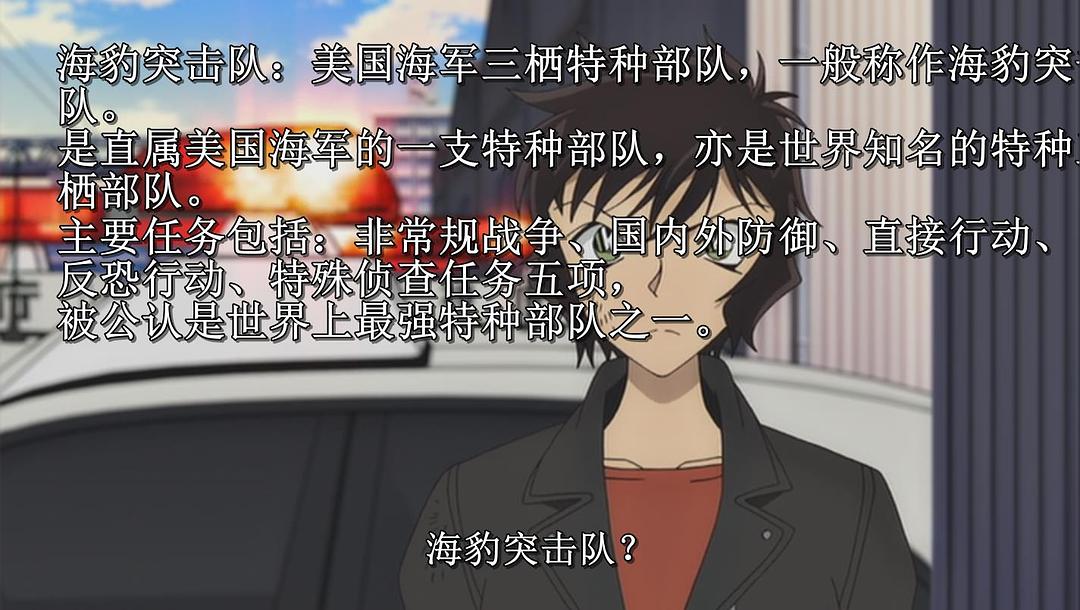 海豹突击队：美国海军三栖特种部队，一般称作海豹突
队。
是直属美国海军的一支特种部队，亦是世界知名的特种
栖部队。
主要任务包括：非常规战争、国内外防御、直接行动、
反恐行动、特殊侦查任务五项，
被公认是世界上最强特种部队之一。
海豹突击队？